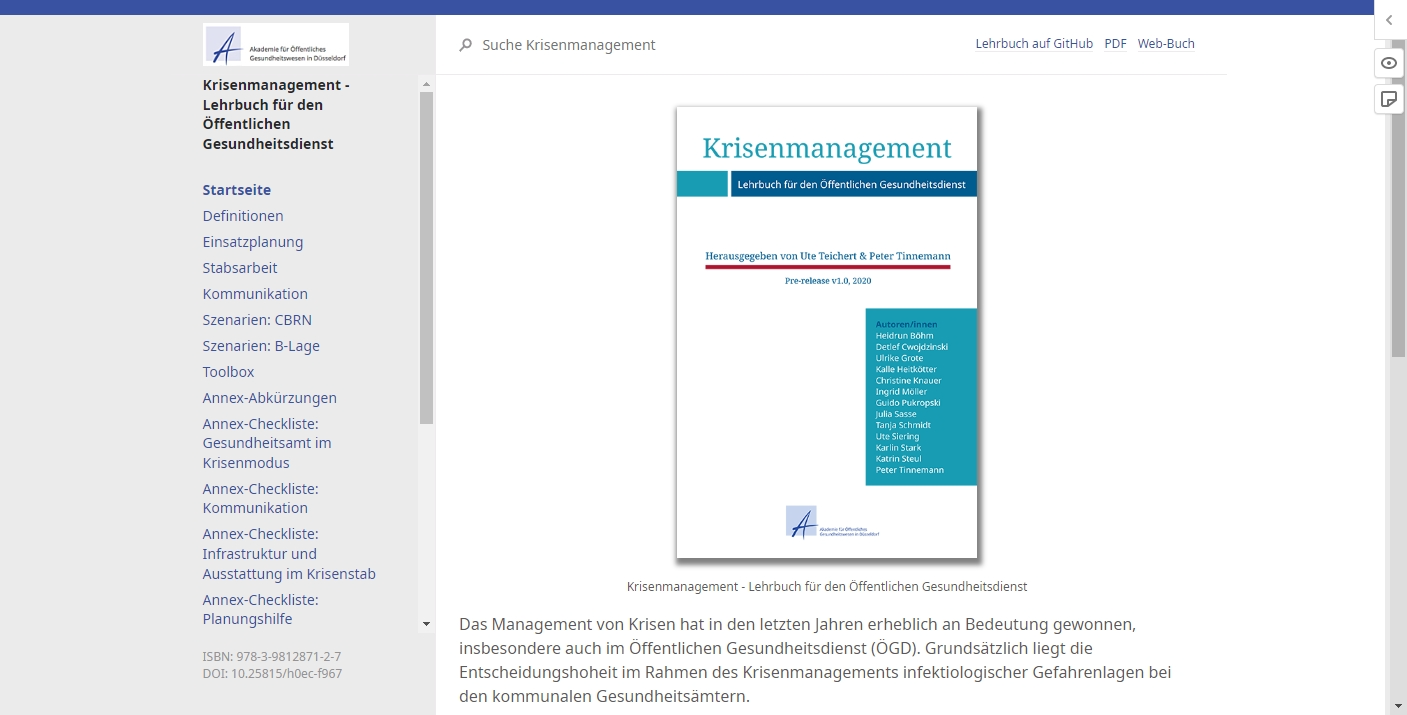 Akademie für Öffentliches
Gesundheitswesen in Düsseldorf
Krisenmanagement -
Lehrbuch für den
Öffentlichen
Gesundheitsdienst
Startseite
Definitionen
Einsatzplanung
Stabsarbeit
Kommunikation
Szenarien: CBRN
Szenarien: B-Lage
Toolbox
Annex-Abkürzungen
Annex-Checkliste:
Gesundheitsamt im
Krisenmodus
Annex-Checkliste:
Kommunikation
Annex-Checkliste:
Infrastruktur und
Ausstattung im Krisenstab
Annex-Checkliste:
Planungshilfe
ISBN: 978-3-9812871-2-7
DOI: 10.25815/h0ec-f967
Suche Krisenmanagement
Lehrbuch auf GitHub PDF Web-Buch
Krisenmanagement
Lehrbuch für den Öffentlichen Gesundheitsdienst
Herausgegeben von Ute Teichert & Peter Tinnemann
Pre-release v1.0, 2020
Autoren/innen
Heidrun Böhm
Detlef Cwojdzinski
Ulrike Grote
Kalle Heitkötter
Christine Knauer
Ingrid Möller
Guido Pukropski
Julia Sasse
Tanja Schmidt
Ute Siering
Karlin Stark
Katrin Steul
Peter Tinnemann
Akademie für Öffentliches
Gesundheitswesen in Düsseldorf
Krisenmanagement - Lehrbuch für den Öffentlichen Gesundheitsdienst
Das Management von Krisen hat in den letzten Jahren erheblich an Bedeutung gewonnen,
insbesondere auch im Öffentlichen Gesundheitsdienst (ÖGD). Grundsätzlich liegt die
Entscheidungshoheit im Rahmen des Krisenmanagements infektiologischer Gefahrenlagen bei
den kommunalen Gesundheitsämtern.